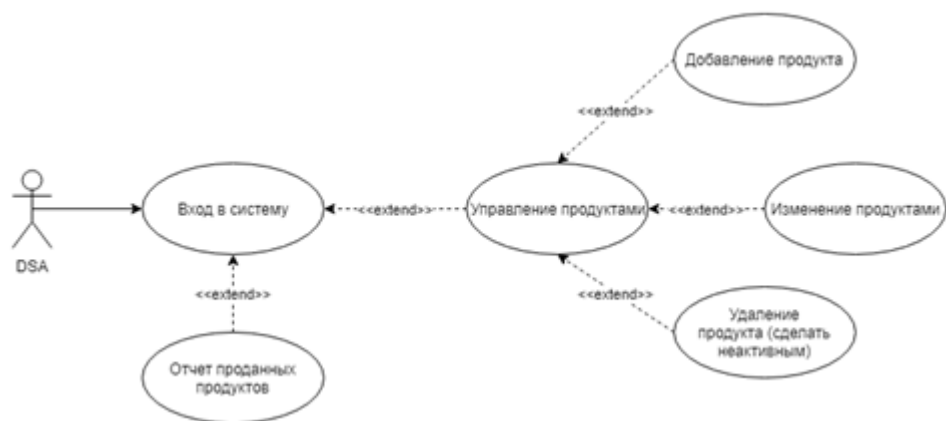 Добавление продукта
<<extend>>
Вход в систему
<<extend>>
Управление продуктами
<<extend>>
Изменение продуктами
DSA
<<extend>>
<<extend>>
Удаление
продукта (сделать
неактивным)
Отчет проданных
продуктов